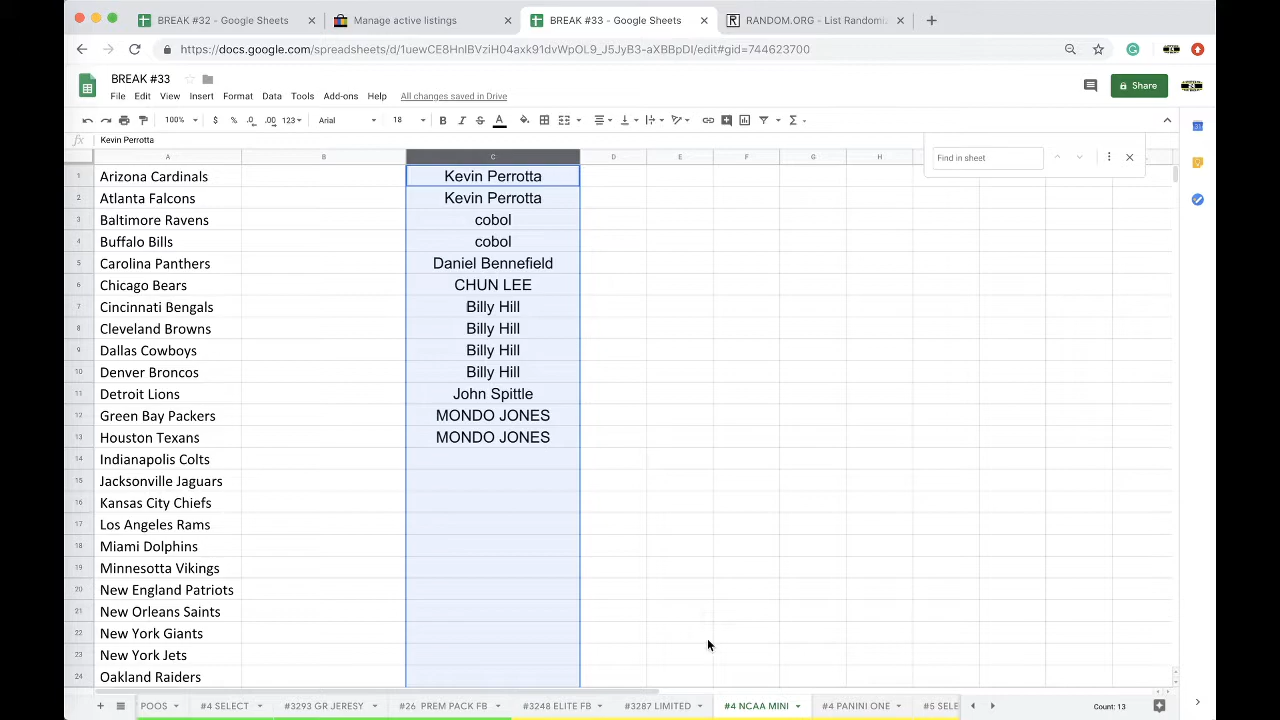 BREAK #32 - Google Sheets
Manage active listings
BREAK #33 - Google Sheets
RANDOM.ORG - List Randomiz
https://docs.google.com/spreadsheets/d/1uewCE8HnIBVziH04axk91dvWpOL9_J5JyB3-aXBBpDI/edit#gid=744623700
BREAK #33
File Edit View Insert Format Data Tools Add-ons Help All changes saved in Drive
Share
100% $ % .0 .00 123 Arial 18 B I S A
fx Kevin Perrotta
Find in sheet
A B C D E F G H
1 Arizona Cardinals Kevin Perrotta
2 Atlanta Falcons Kevin Perrotta
3 Baltimore Ravens cobol
4 Buffalo Bills cobol
5 Carolina Panthers Daniel Bennefield
6 Chicago Bears CHUN LEE
7 Cincinnati Bengals Billy Hill
8 Cleveland Browns Billy Hill
9 Dallas Cowboys Billy Hill
10 Denver Broncos Billy Hill
11 Detroit Lions John Spittle
12 Green Bay Packers MONDO JONES
13 Houston Texans MONDO JONES
14 Indianapolis Colts
15 Jacksonville Jaguars
16 Kansas City Chiefs
17 Los Angeles Rams
18 Miami Dolphins
19 Minnesotta Vikings
20 New England Patriots
21 New Orleans Saints
22 New York Giants
23 New York Jets
24 Oakland Raiders
POOS #4 SELECT #3293 GR JERESY #26 PREM PACK FB #3248 ELITE FB #3287 LIMITED #4 NCAA MINI #4 PANINI ONE #5 SELE Count: 13